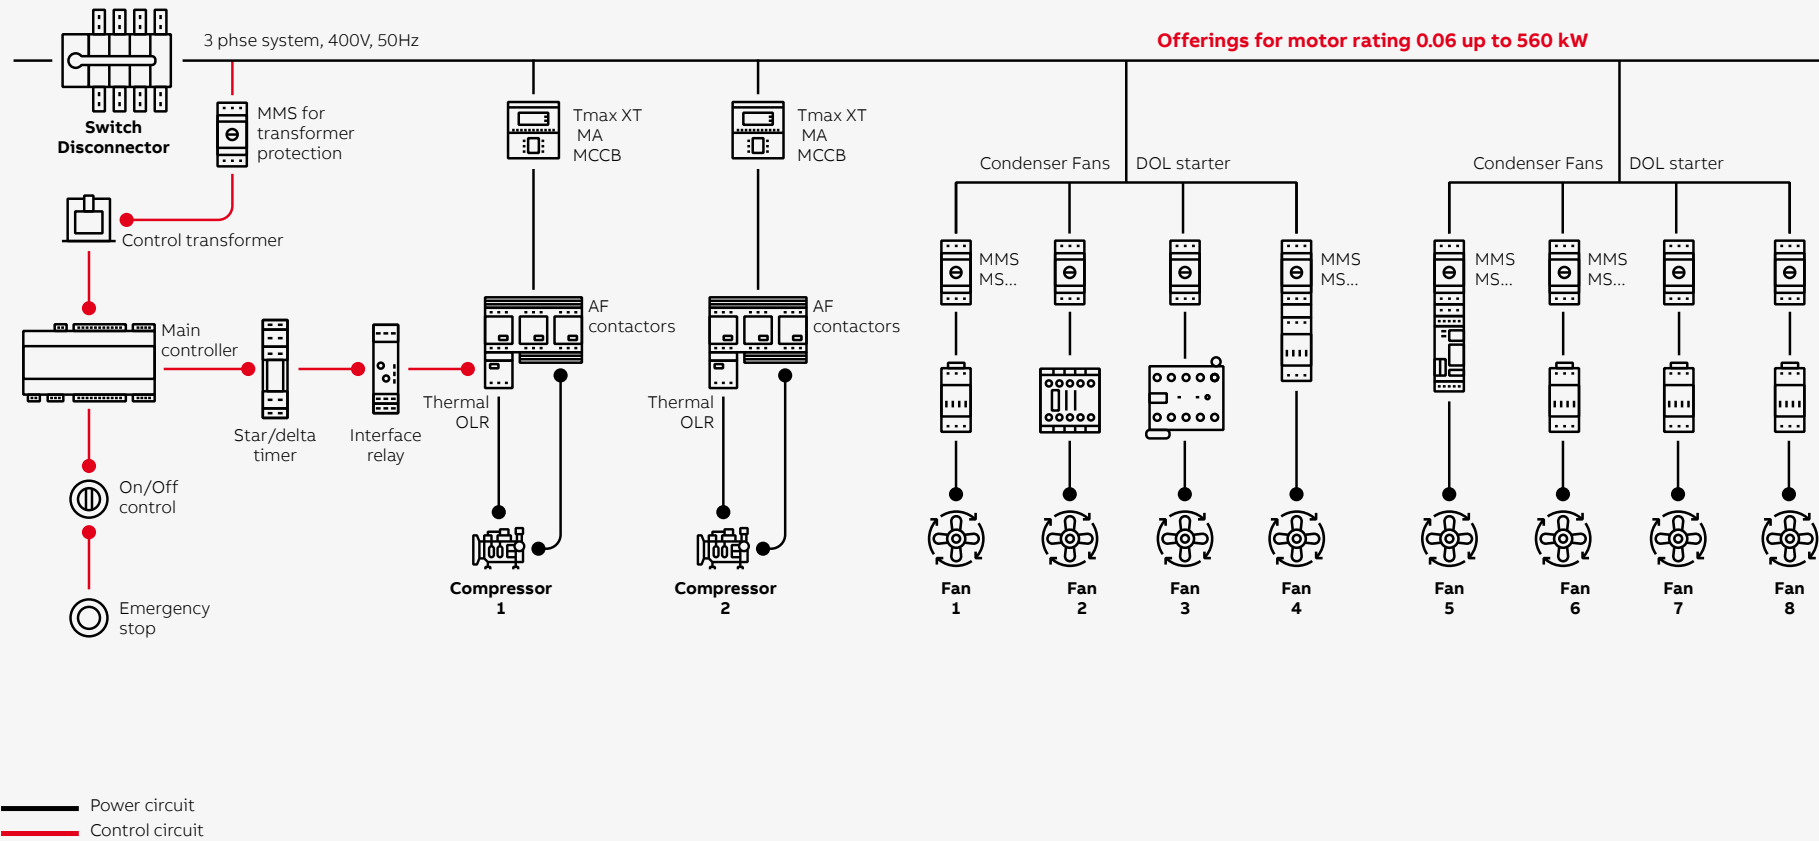 3 phse system, 400V, 50Hz
Offerings for motor rating 0.06 up to 560 kW
Switch
Disconnector
MMS for
transformer
protection
Control transformer
Main
controller
Star/delta
timer
Interface
relay
On/Off
control
Emergency
stop
Tmax XT
MA
MCCB
AF
contactors
Thermal
OLR
Compressor
1
Tmax XT
MA
MCCB
AF
contactors
Thermal
OLR
Compressor
2
Condenser Fans
DOL starter
MMS
MS...
MMS
MS...
Fan
1
Fan
2
Fan
3
Fan
4
Condenser Fans
DOL starter
MMS
MS...
MMS
MS...
Fan
5
Fan
6
Fan
7
Fan
8
Power circuit
Control circuit